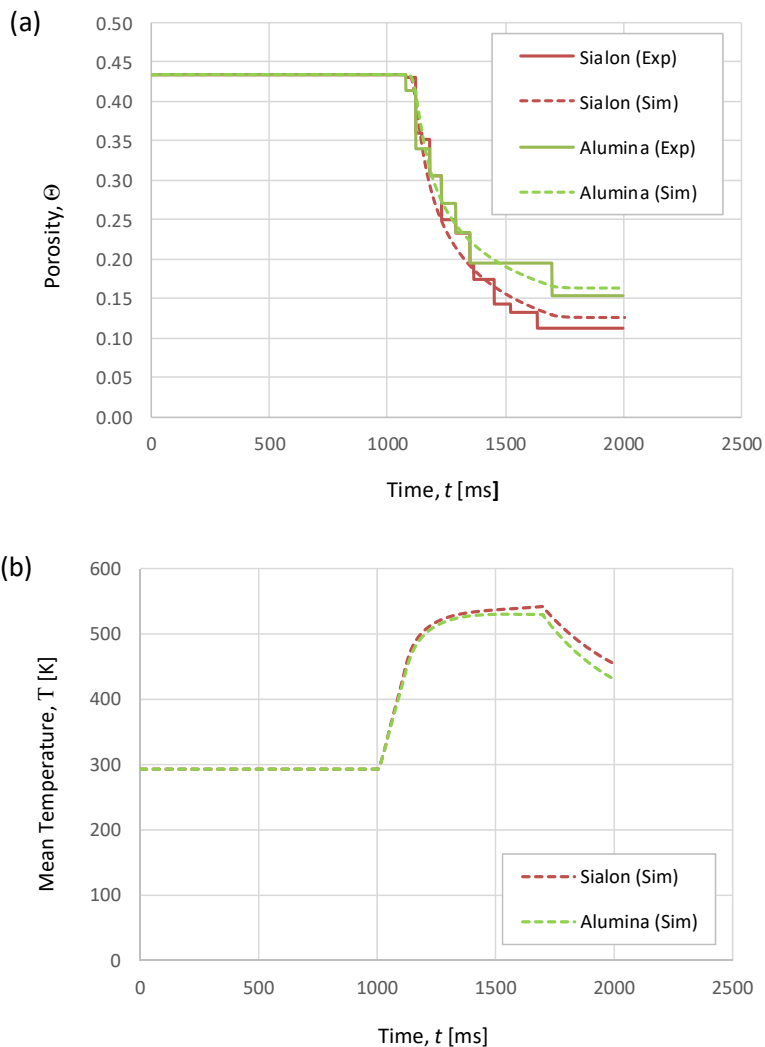 (a)
0.50
0.45
0.40
0.35
0.30
0.25
0.20
0.15
0.10
0.05
0.00
Porosity, Θ
Sialon (Exp)
Sialon (Sim)
Alumina (Exp)
Alumina (Sim)
0 500 1000 1500 2000 2500
Time, t [ms]
(b)
600
500
400
300
200
100
0
Mean Temperature, T [K]
Sialon (Sim)
Alumina (Sim)
0 500 1000 1500 2000 2500
Time, t [ms]